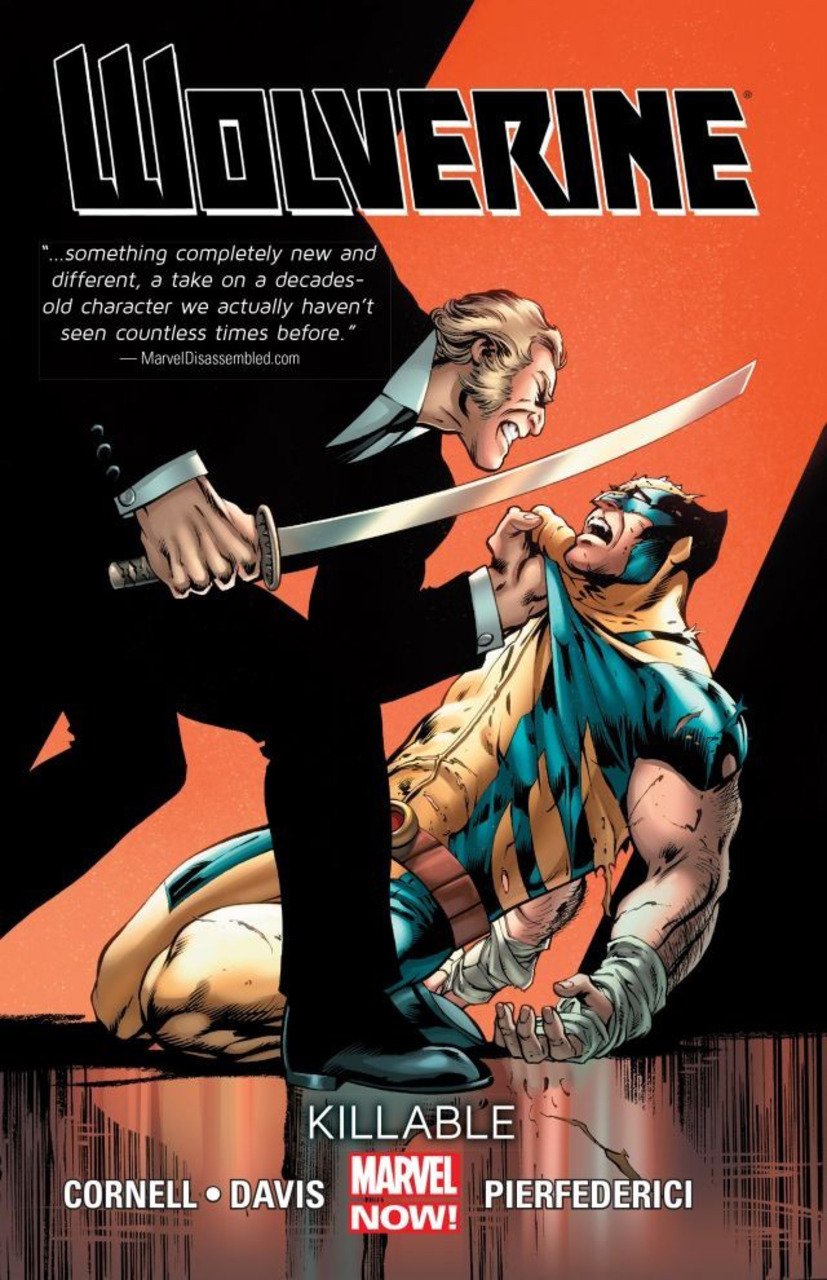 WOLVERINE®
"...something completely new and
different, a take on a decades-
old character we actually haven't
seen countless times before."
— MarvelDisassembled.com
KILLABLE
CORNELL • DAVIS
MARVEL
NOW!
PIERFEDERICI